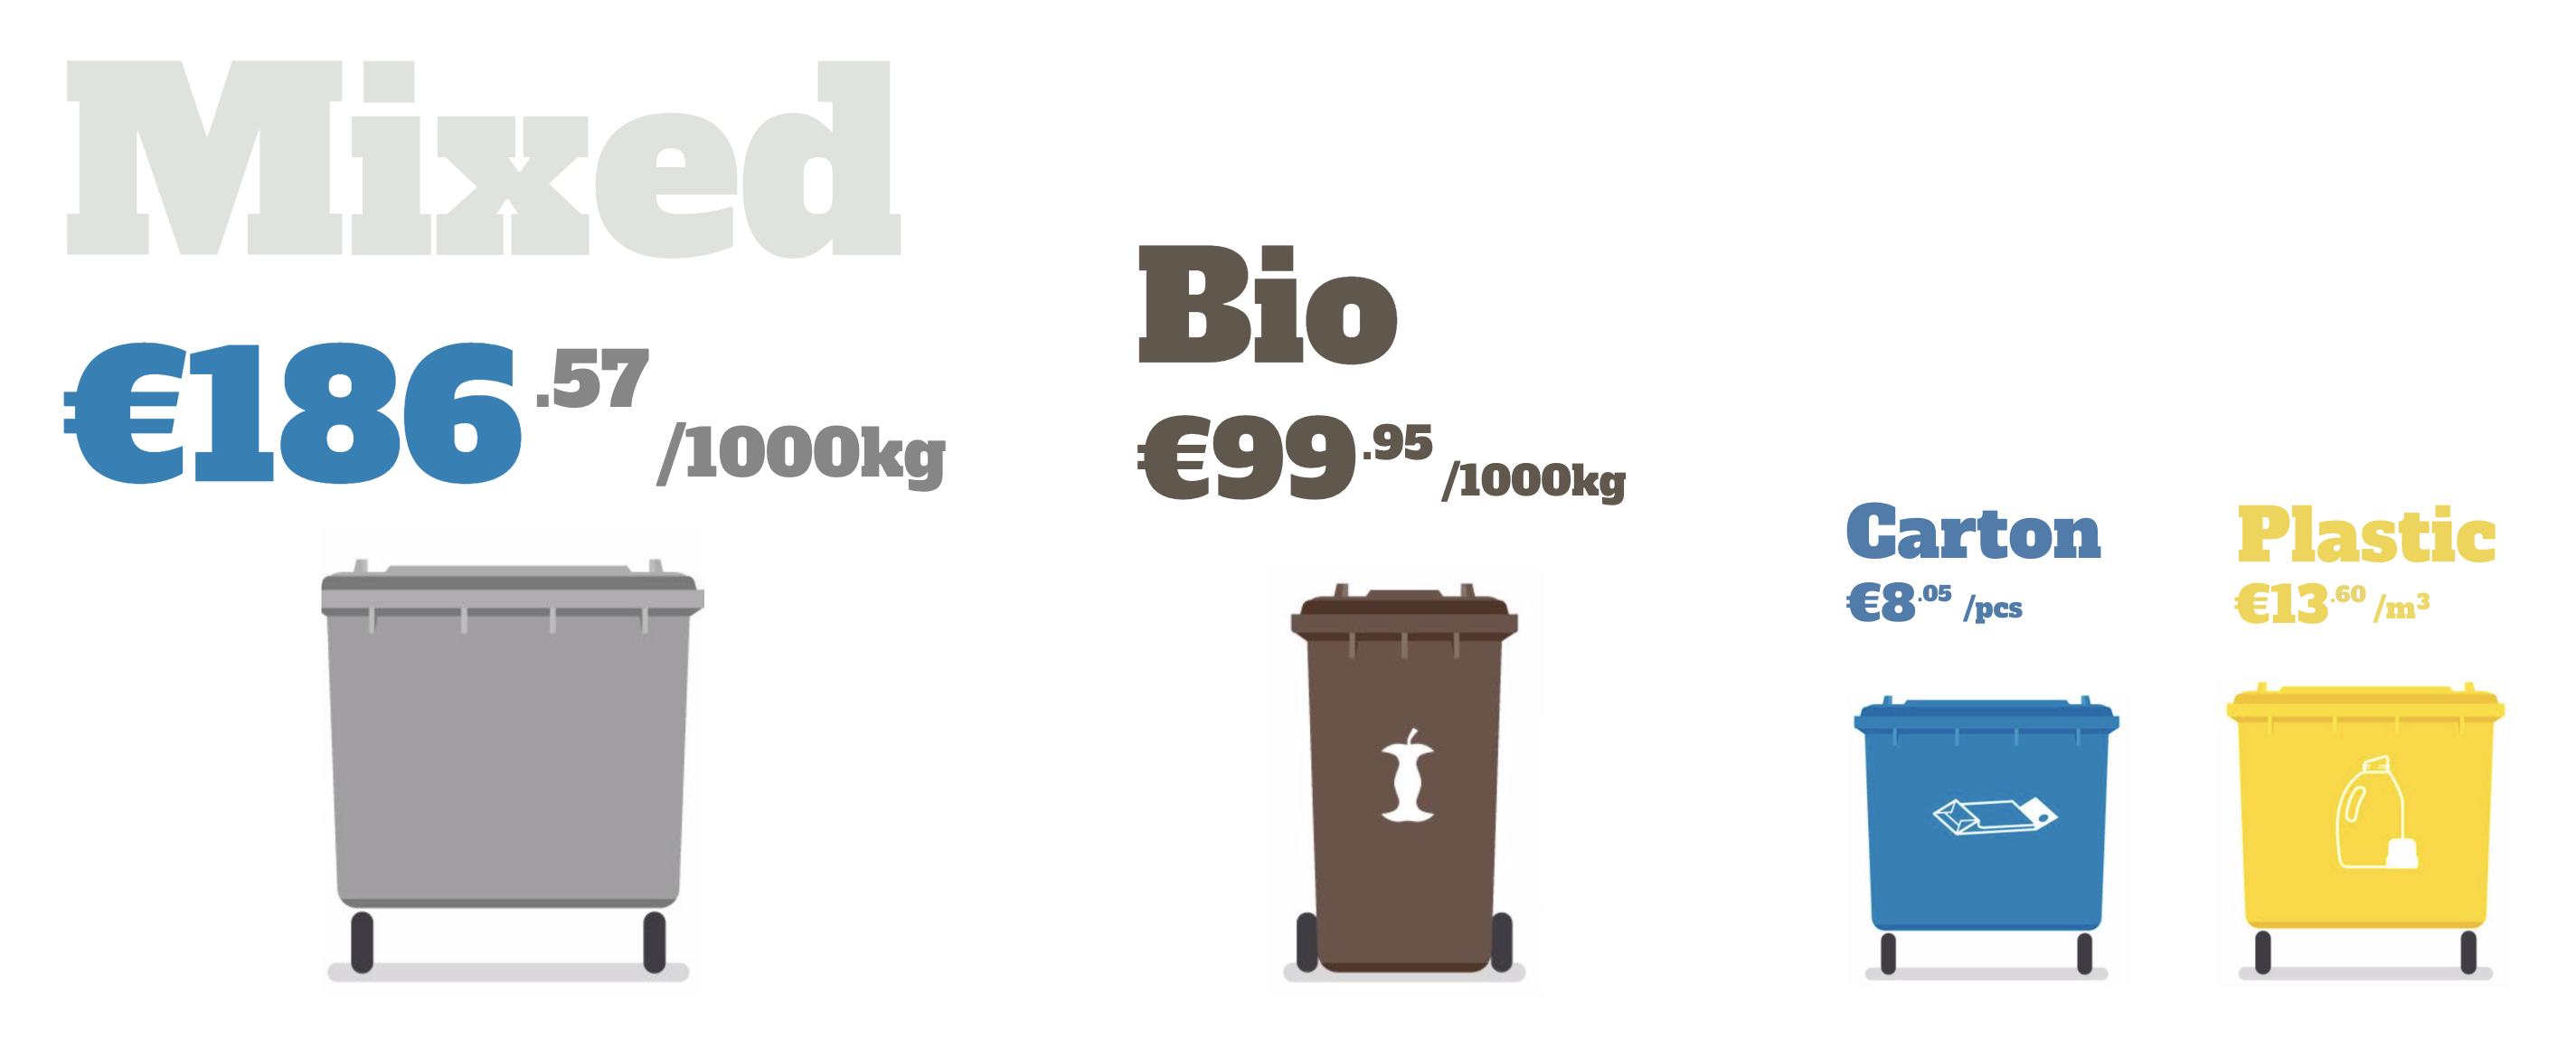 Mixed
€186.57 /1000kg
Bio
€99.95 /1000kg
Carton
€8.05 /pcs
Plastic
€13.60 /m³